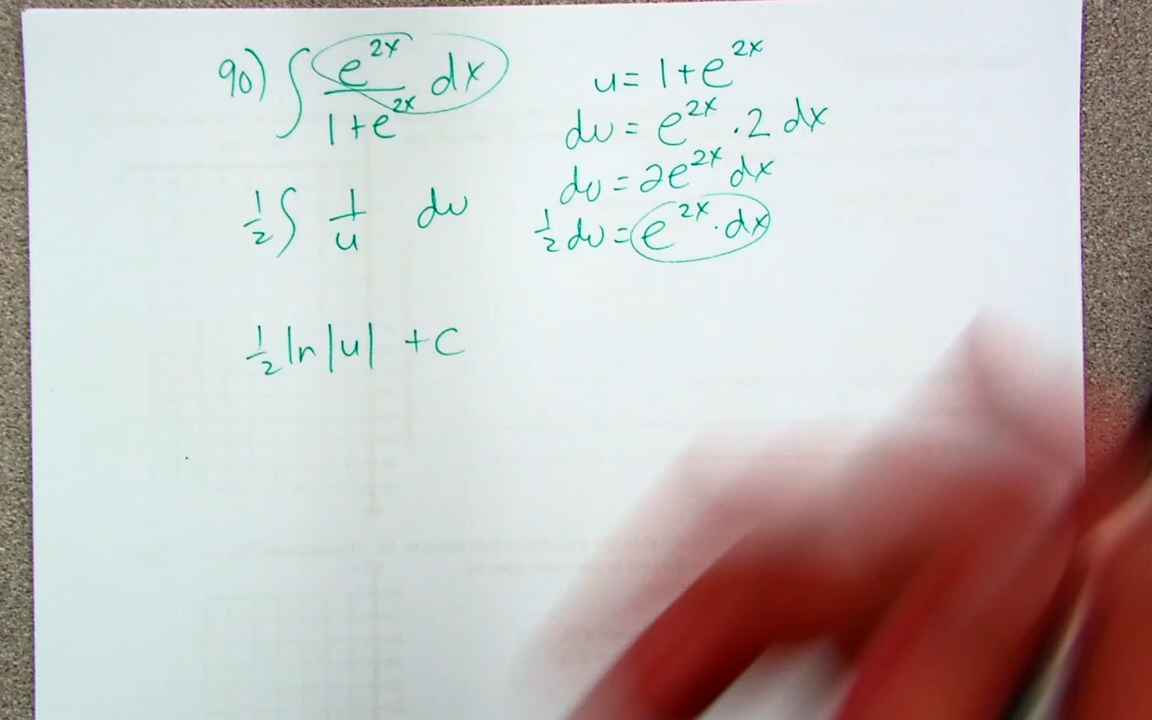 90) ∫ e^{2x}/(1+e^{2x}) dx
u = 1+e^{2x}
du = e^{2x} · 2 dx
du = 2e^{2x} dx
½ du = e^{2x} · dx
½ ∫ 1/u du
½ ln|u| + C